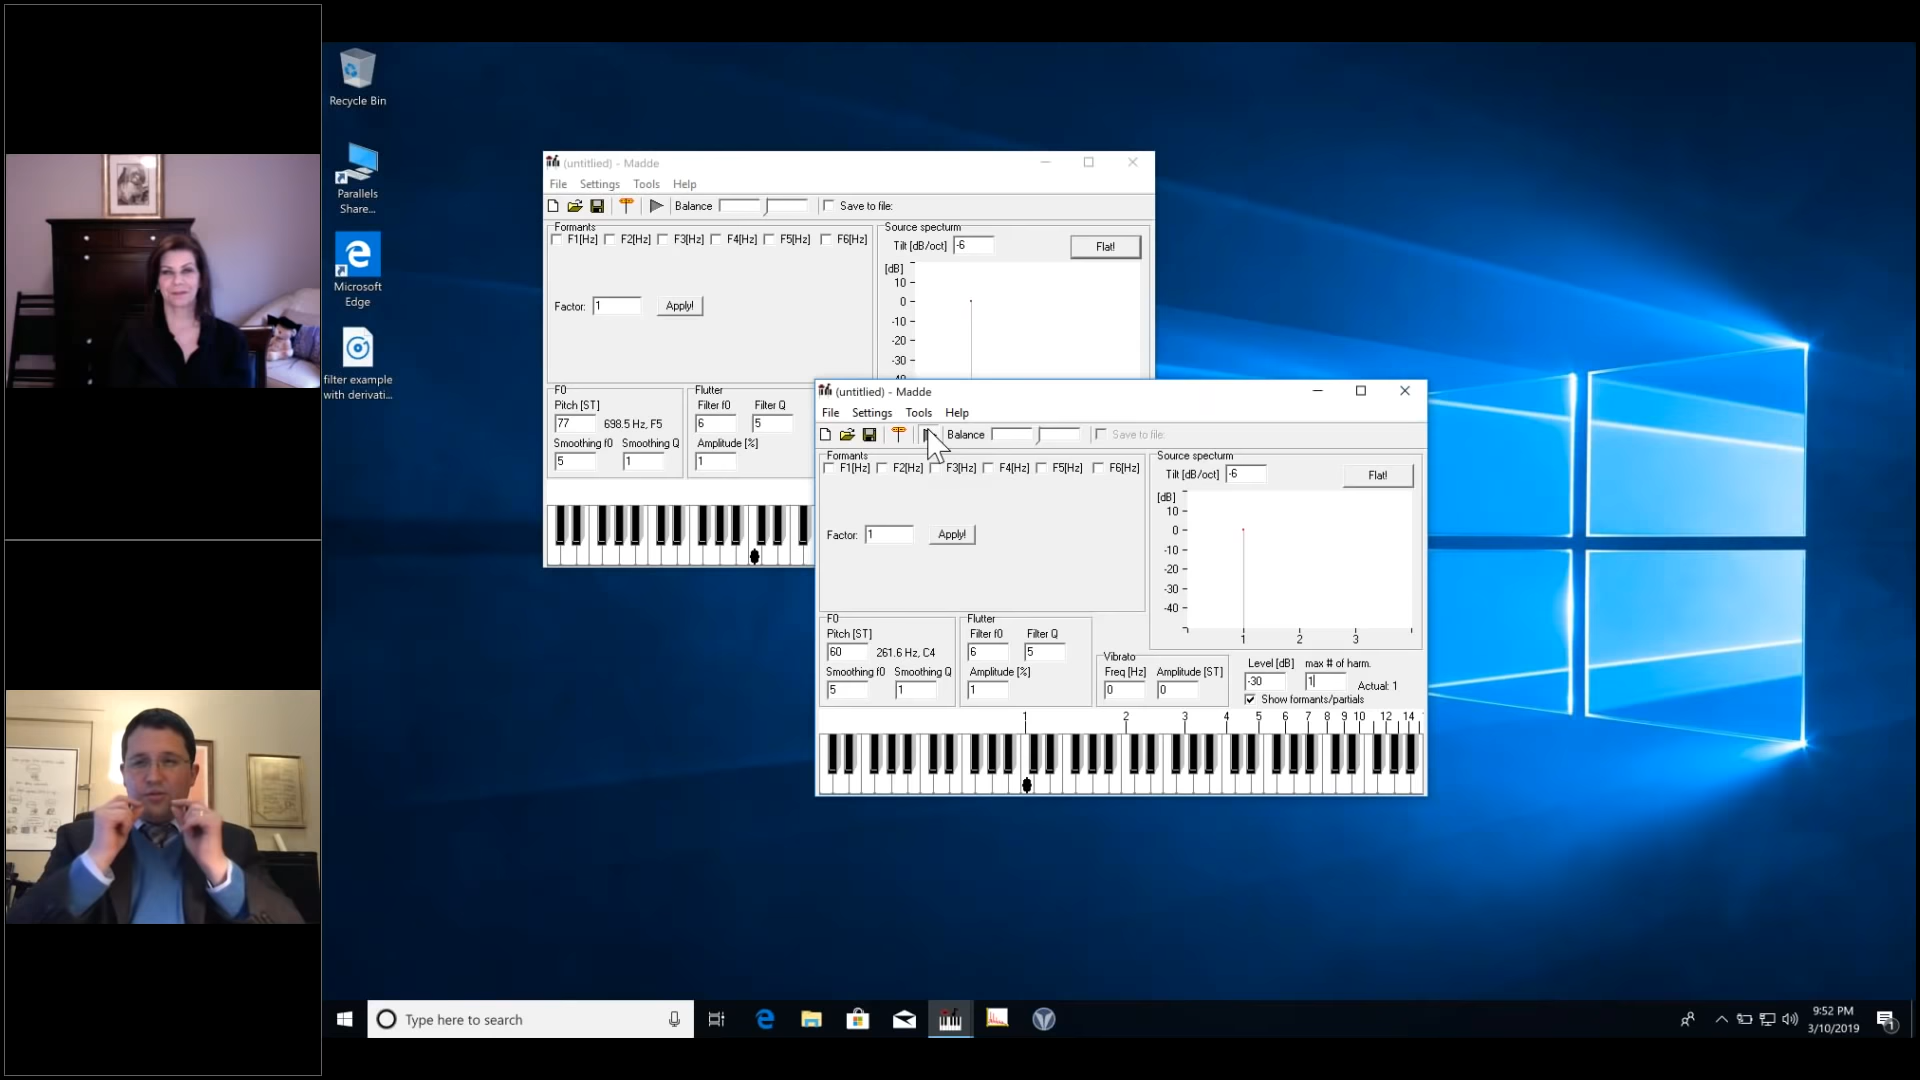 Recycle Bin
Parallels
Share...
Microsoft
Edge
filter example
with derivati...
(untitlied) - Madde
File Settings Tools Help
Balance Save to file:
Formants
F1[Hz] F2[Hz] F3[Hz] F4[Hz] F5[Hz] F6[Hz]
Factor: 1 Apply!
Source specturm
Tilt [dB/oct] -6 Flat!
[dB]
10
0
-10
-20
-30
-40
F0
Pitch [ST]
77 698.5 Hz, F5
Smoothing f0 Smoothing Q
5 1
Flutter
Filter f0 Filter Q
6 5
Amplitude [%]
1
(untitlied) - Madde
File Settings Tools Help
Balance Save to file:
Formants
F1[Hz] F2[Hz] F3[Hz] F4[Hz] F5[Hz] F6[Hz]
Factor: 1 Apply!
Source specturm
Tilt [dB/oct] -6 Flat!
[dB]
10
0
-10
-20
-30
-40
1 2 3
F0
Pitch [ST]
60 261.6 Hz, C4
Smoothing f0 Smoothing Q
5 1
Flutter
Filter f0 Filter Q
6 5
Amplitude [%]
1
Vibrato
Freq [Hz] Amplitude [ST]
0 0
Level [dB] max # of harm.
-30 1 Actual: 1
Show formants/partials
1 2 3 4 5 6 7 8 9 10 12 14
Type here to search
9:52 PM
3/10/2019
1